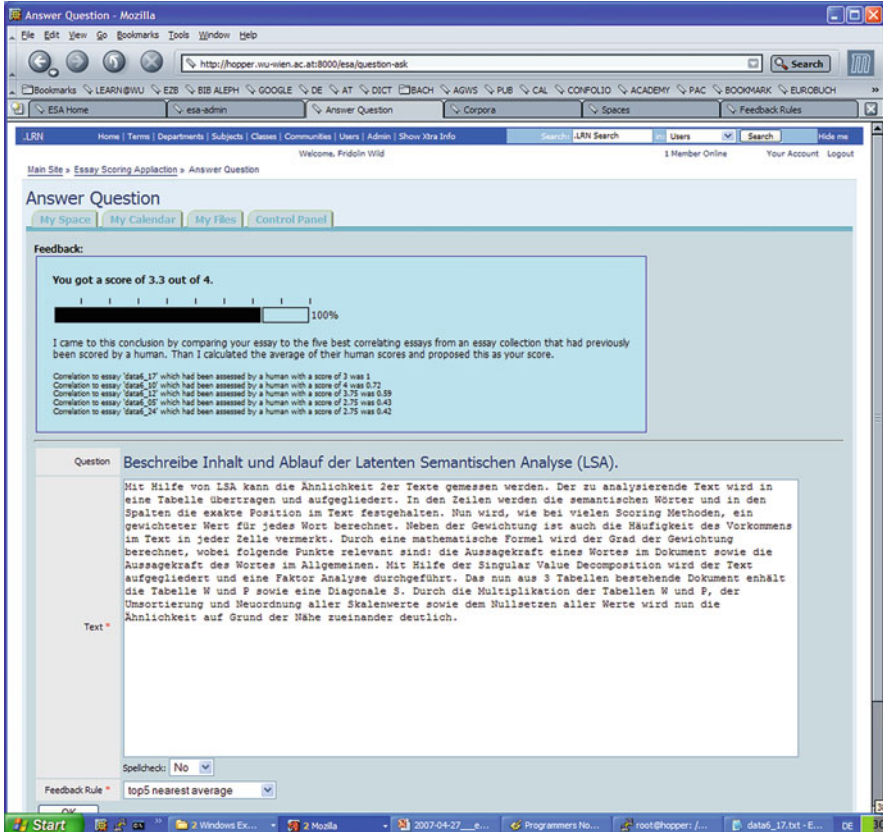 Answer Question - Mozilla
File Edit View Go Bookmarks Tools Window Help
http://hopper.wu-wien.ac.at:8000/esa/question-ask Search
Bookmarks LEARN@WU EZB BIB ALEPH GOOGLE DE AT DICT BACH AGWS PUB CAL CONFOLIO ACADEMY PAC BOOKMARK EUROBUCH »
ESA Home esa-admin Answer Question Corpora Spaces Feedback Rules
.LRN Home | Terms | Departments | Subjects | Classes | Communities | Users | Admin | Show Xtra Info Search: .LRN Search in: Users Search Hide me
Welcome, Fridolin Wild 1 Member Online Your Account Logout
Main Site » Essay Scoring Applaction » Answer Question
Answer Question
My Space My Calendar My Files Control Panel
Feedback:
You got a score of 3.3 out of 4.
100%
I came to this conclusion by comparing your essay to the five best correlating essays from an essay collection that had previously
been scored by a human. Than I calculated the average of their human scores and proposed this as your score.
Correlation to essay 'data6_17' which had been assessed by a human with a score of 3 was 1
Correlation to essay 'data6_10' which had been assessed by a human with a score of 4 was 0.72
Correlation to essay 'data6_12' which had been assessed by a human with a score of 3.75 was 0.59
Correlation to essay 'data6_05' which had been assessed by a human with a score of 2.75 was 0.43
Correlation to essay 'data6_24' which had been assessed by a human with a score of 2.75 was 0.42
Question Beschreibe Inhalt und Ablauf der Latenten Semantischen Analyse (LSA).
Mit Hilfe von LSA kann die Ähnlichkeit 2er Texte gemessen werden. Der zu analysierende Text wird in
eine Tabelle übertragen und aufgegliedert. In den Zeilen werden die semantischen Wörter und in den
Spalten die exakte Position im Text festgehalten. Nun wird, wie bei vielen Scoring Methoden, ein
gewichteter Wert für jedes Wort berechnet. Neben der Gewichtung ist auch die Häufigkeit des Vorkommens
im Text in jeder Zelle vermerkt. Durch eine mathematische Formel wird der Grad der Gewichtung
berechnet, wobei folgende Punkte relevant sind: die Aussagekraft eines Wortes im Dokument sowie die
Aussagekraft des Wortes im Allgemeinen. Mit Hilfe der Singular Value Decomposition wird der Text
aufgegliedert und eine Faktor Analyse durchgeführt. Das nun aus 3 Tabellen bestehende Dokument enhält
die Tabelle W und P sowie eine Diagonale S. Durch die Multiplikation der Tabellen W und P, der
Umsortierung und Neuordnung aller Skalenwerte sowie dem Nullsetzen aller Werte wird nun die
Ähnlichkeit auf Grund der Nähe zueinander deutlich.
Text *
Spellcheck: No
Feedback Rule * top5 nearest average
OK
Start » 2 Windows Ex... 2 Mozilla 2007-04-27___e... Programmers No... root@hopper: /... data6_17.txt - E... DE